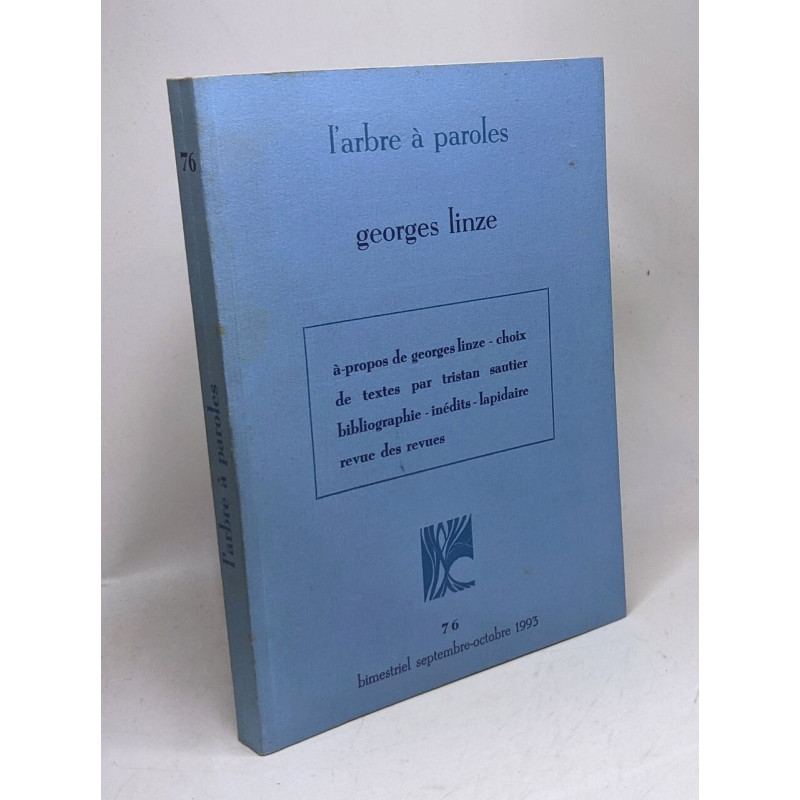 l'arbre à paroles
georges linze
à-propos de georges linze - choix
de textes par tristan sautier
bibliographie - inédits - lapidaire
revue des revues
76
bimestriel septembre-octobre 1993
76
l'arbre à paroles